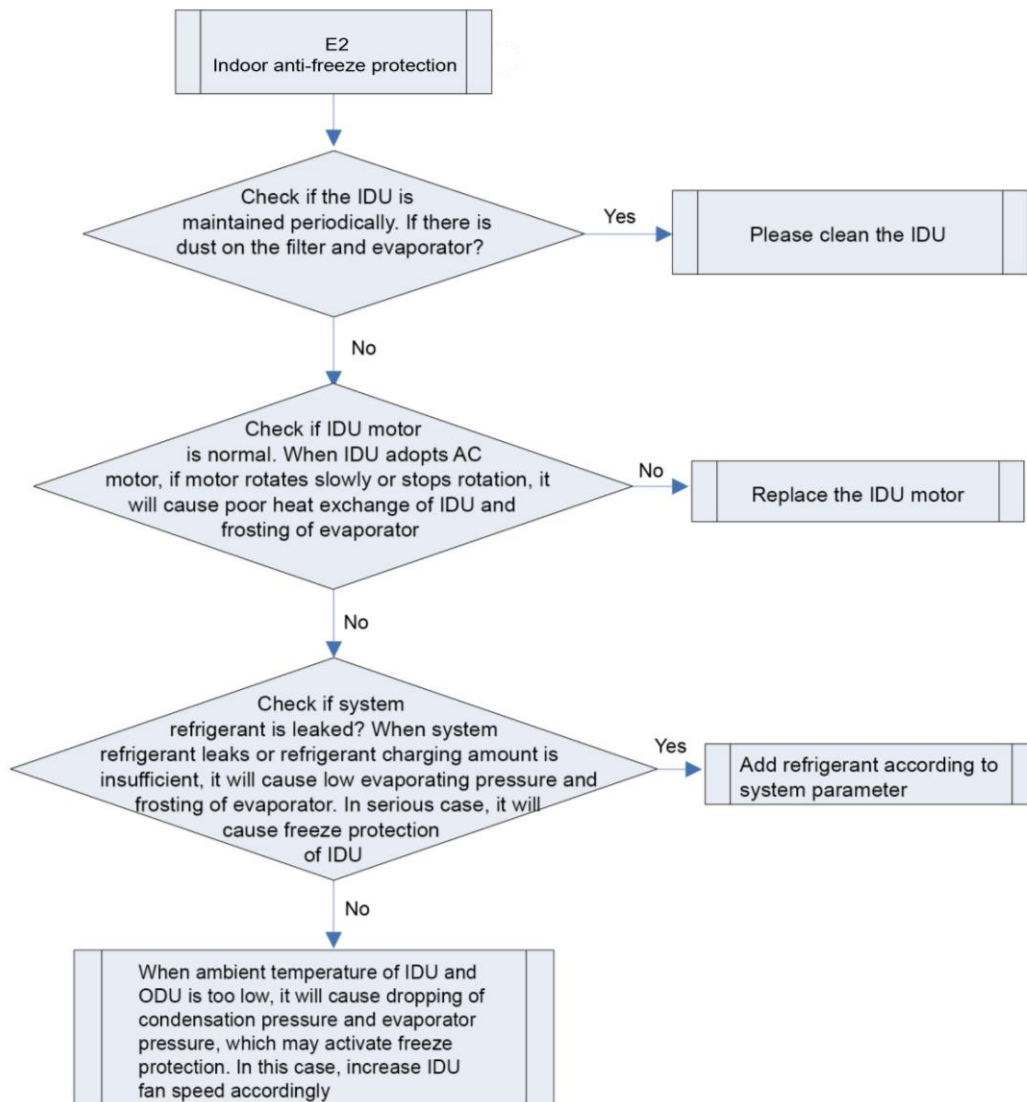 E2
Indoor anti-freeze protection
Check if the IDU is
maintained periodically. If there is
dust on the filter and evaporator?
Yes
Please clean the IDU
No
Check if IDU motor
is normal. When IDU adopts AC
motor, if motor rotates slowly or stops rotation, it
will cause poor heat exchange of IDU and
frosting of evaporator
No
Replace the IDU motor
No
Check if system
refrigerant is leaked? When system
refrigerant leaks or refrigerant charging amount is
insufficient, it will cause low evaporating pressure and
frosting of evaporator. In serious case, it will
cause freeze protection
of IDU
Yes
Add refrigerant according to
system parameter
No
When ambient temperature of IDU and
ODU is too low, it will cause dropping of
condensation pressure and evaporator
pressure, which may activate freeze
protection. In this case, increase IDU
fan speed accordingly